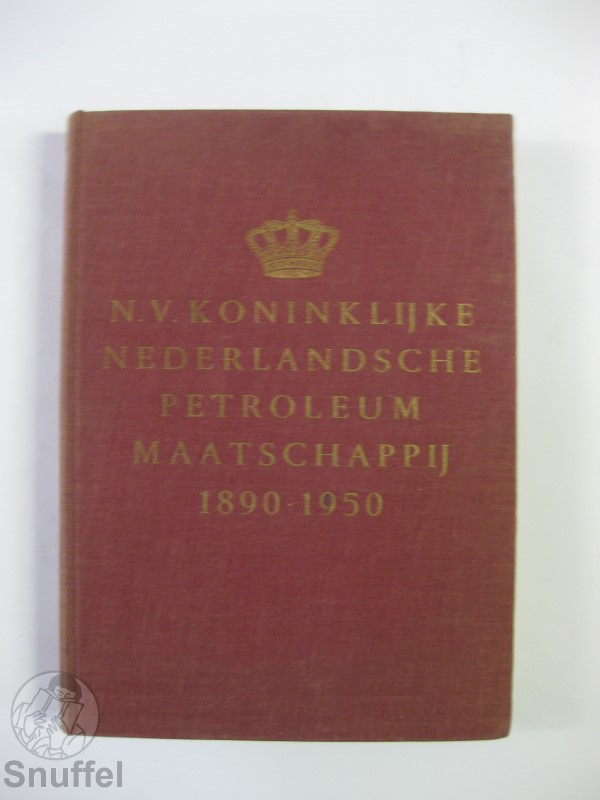 N.V. KONINKLIJKE
NEDERLANDSCHE
PETROLEUM
MAATSCHAPPIJ
1890-1950
Snuffel